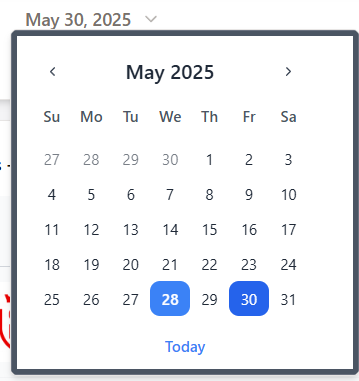 May 30, 2025
May 2025
Su Mo Tu We Th Fr Sa
27 28 29 30 1 2 3
4 5 6 7 8 9 10
11 12 13 14 15 16 17
18 19 20 21 22 23 24
25 26 27 28 29 30 31
Today